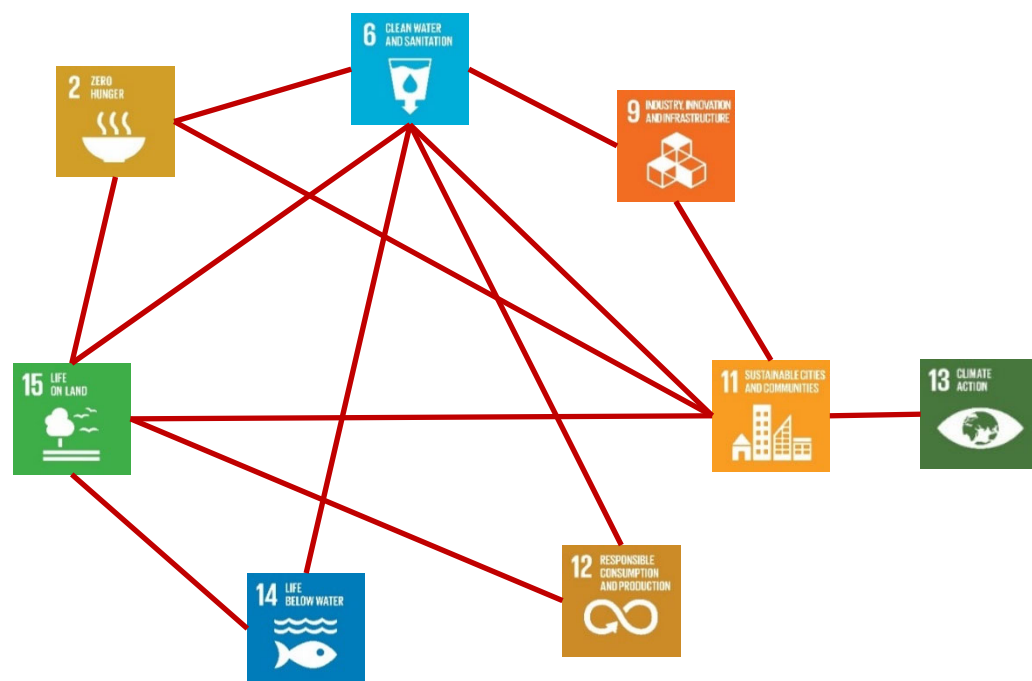 6 CLEAN WATER
AND SANITATION
2 ZERO
HUNGER
9 INDUSTRY, INNOVATION
AND INFRASTRUCTURE
15 LIFE
ON LAND
11 SUSTAINABLE CITIES
AND COMMUNITIES
13 CLIMATE
ACTION
14 LIFE
BELOW WATER
12 RESPONSIBLE
CONSUMPTION
AND PRODUCTION